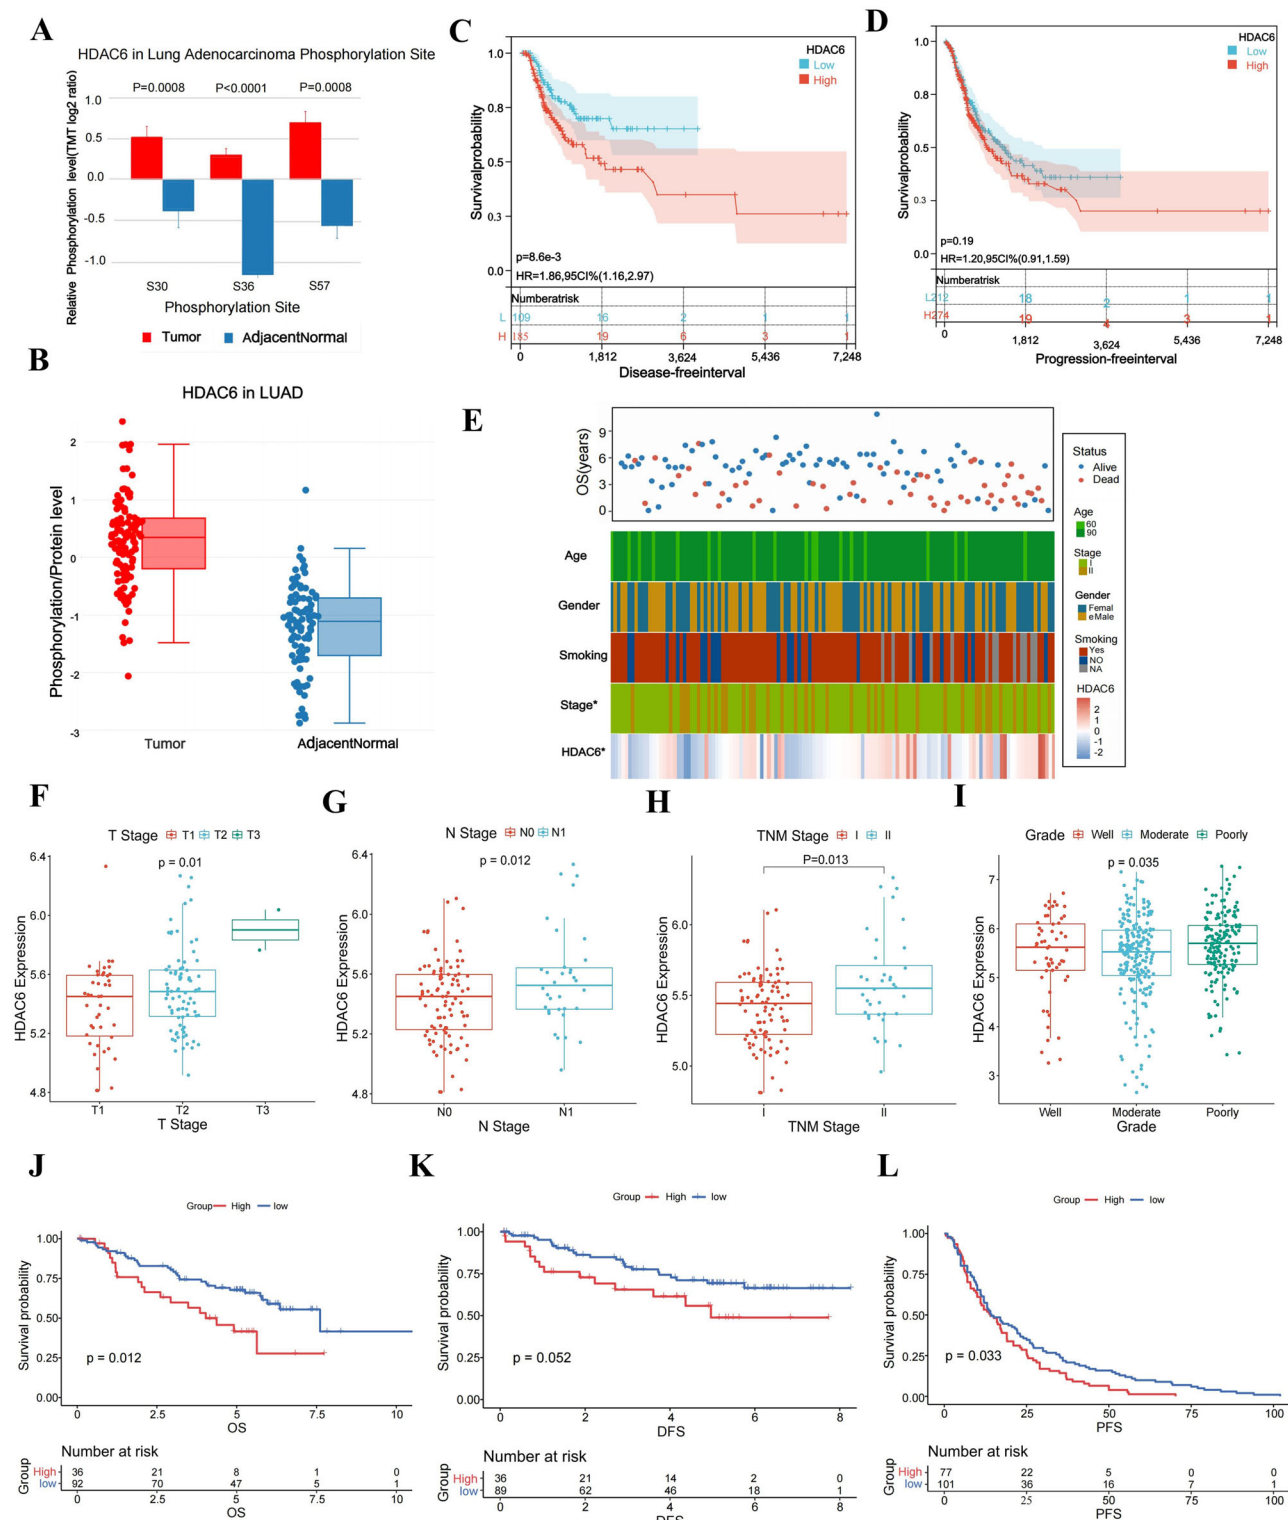 A
HDAC6 in Lung Adenocarcinoma Phosphorylation Site
P=0.0008 P<0.0001 P=0.0008
Relative Phosphorylation level(TMT log2 ratio)
1.0
0.5
0.0
-0.5
-1.0
S30 S36 S57
Phosphorylation Site
Tumor AdjacentNormal
B
HDAC6 in LUAD
Phosphorylation/Protein level
2
1
0
-1
-2
-3
Tumor AdjacentNormal
C
HDAC6
Low
High
Survivalprobability
1.0
0.8
0.5
0.3
0.0
p=8.6e-3
HR=1.86,95CI%(1.16,2.97)
Numberatrisk
L 109 16 2 1 1
H 185 19 6 3 1
0 1,812 3,624 5,436 7,248
Disease-freeinterval
D
HDAC6
Low
High
Survivalprobability
1.0
0.8
0.5
0.3
0.0
p=0.19
HR=1.20,95CI%(0.91,1.59)
Numberatrisk
L212 18 2 1 1
H274 19 4 3 1
0 1,812 3,624 5,436 7,248
Progression-freeinterval
E
OS(years)
9
6
3
0
Age
Gender
Smoking
Stage*
HDAC6*
Status
Alive
Dead
Age
60
90
Stage
I
II
Gender
Femal
eMale
Smoking
Yes
NO
NA
HDAC6
2
1
0
-1
-2
F
T Stage T1 T2 T3
p = 0.01
HDAC6 Expression
6.4
6.0
5.6
5.2
4.8
T1 T2 T3
T Stage
G
N Stage N0 N1
p = 0.012
HDAC6 Expression
6.4
6.0
5.6
5.2
4.8
N0 N1
N Stage
H
TNM Stage I II
P=0.013
HDAC6 Expression
6.0
5.5
5.0
I II
TNM Stage
I
Grade Well Moderate Poorly
p = 0.035
HDAC6 Expression
7
6
5
4
3
Well Moderate Poorly
Grade
J
Group High low
Survival probability
1.00
0.75
0.50
0.25
0.00
p = 0.012
0 2.5 5 7.5 10
OS
Number at risk
Group
High 36 21 8 1 0
low 92 70 47 5 1
0 2.5 5 7.5 10
OS
K
Group High low
Survival probability
1.00
0.75
0.50
0.25
0.00
p = 0.052
0 2 4 6 8
DFS
Number at risk
Group
High 36 21 14 2 0
low 89 62 46 18 1
0 2 4 6 8
DFS
L
Group High low
Survival probability
1.00
0.75
0.50
0.25
0.00
p = 0.033
0 25 50 75 100
PFS
Number at risk
Group
High 77 22 5 0 0
low 101 36 16 7 1
0 25 50 75 100
PFS